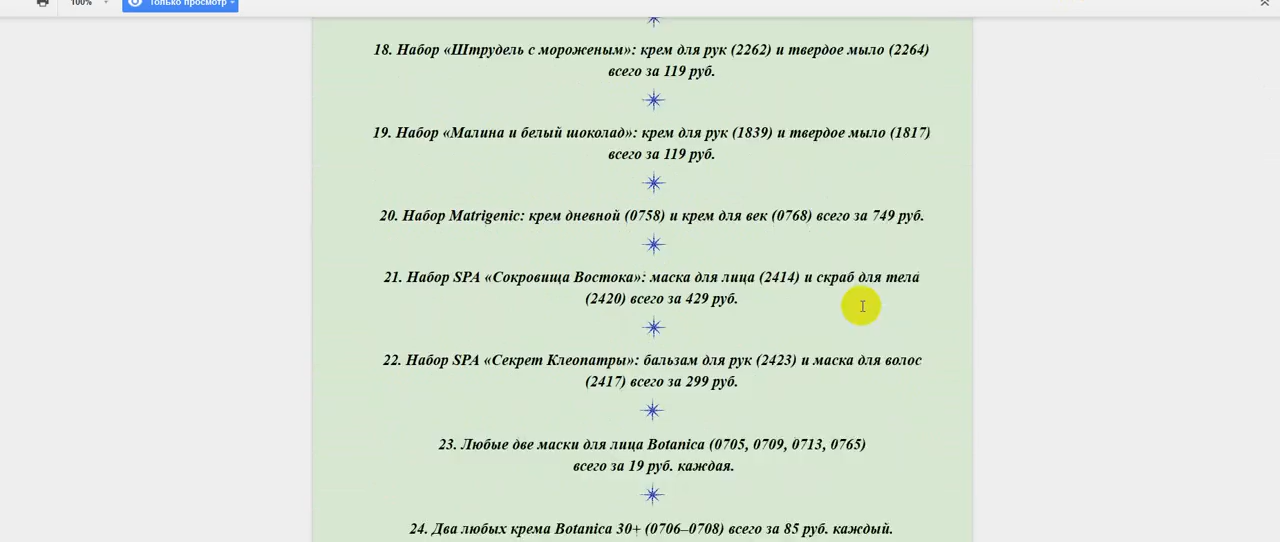 100%
Только просмотр
18. Набор «Штрудель с мороженым»: крем для рук (2262) и твердое мыло (2264)
всего за 119 руб.
19. Набор «Малина и белый шоколад»: крем для рук (1839) и твердое мыло (1817)
всего за 119 руб.
20. Набор Matrigenic: крем дневной (0758) и крем для век (0768) всего за 749 руб.
21. Набор SPA «Сокровища Востока»: маска для лица (2414) и скраб для тела
(2420) всего за 429 руб.
22. Набор SPA «Секрет Клеопатры»: бальзам для рук (2423) и маска для волос
(2417) всего за 299 руб.
23. Любые две маски для лица Botanica (0705, 0709, 0713, 0765)
всего за 19 руб. каждая.
24. Два любых крема Botanica 30+ (0706–0708) всего за 85 руб. каждый.